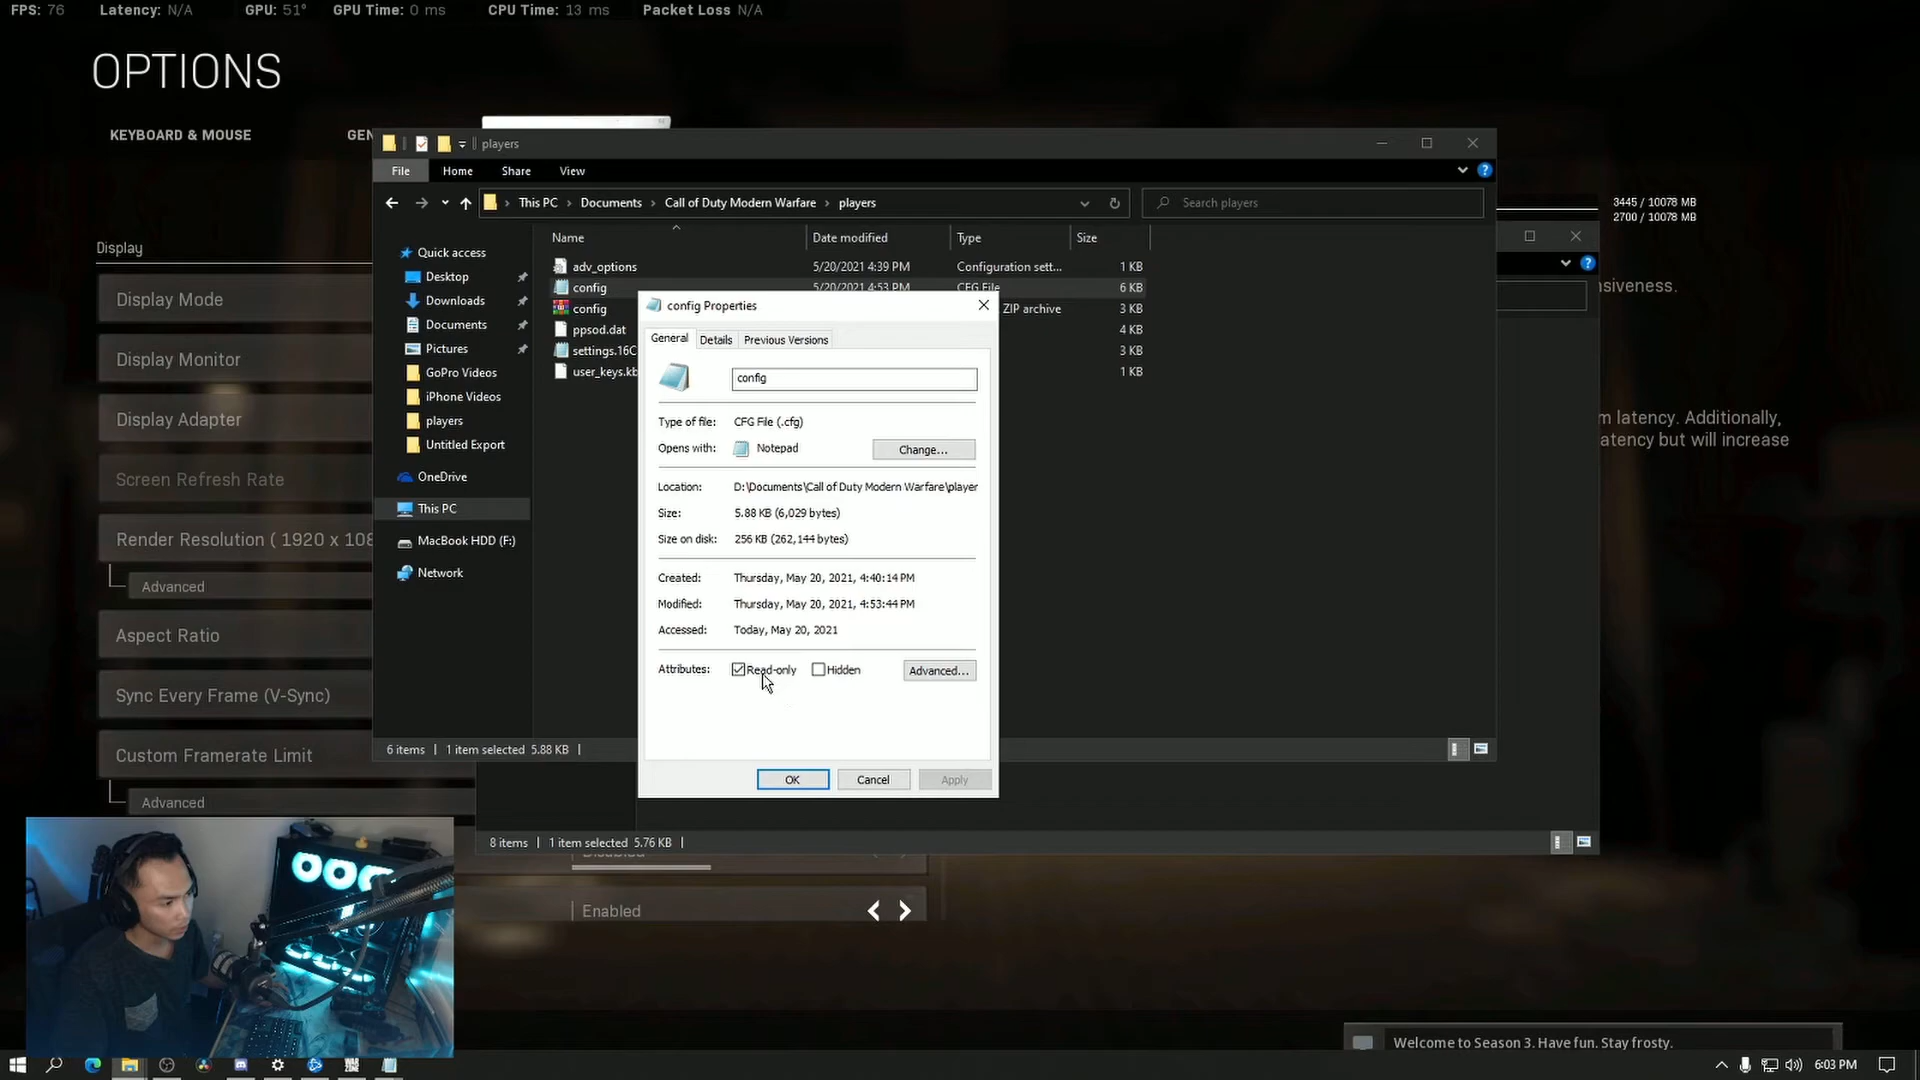 FPS: 76 Latency: N/A GPU: 51° GPU Time: 0 ms CPU Time: 13 ms Packet Loss N/A
OPTIONS
KEYBOARD & MOUSE GEN
players
File Home Share View
This PC › Documents › Call of Duty Modern Warfare › players
Search players
3445 / 10078 MB
2700 / 10078 MB
Name Date modified Type Size
Display
Quick access
Desktop
Downloads
Documents
Pictures
GoPro Videos
iPhone Videos
players
Untitled Export
OneDrive
This PC
MacBook HDD (F:)
Network
adv_options 5/20/2021 4:39 PM Configuration sett... 1 KB
config 5/20/2021 4:53 PM CFG File 6 KB
config ZIP archive 3 KB
ppsod.dat 4 KB
settings.16C 3 KB
user_keys.kb 1 KB
config Properties
General Details Previous Versions
config
Type of file: CFG File (.cfg)
Opens with: Notepad Change...
Location: D:\Documents\Call of Duty Modern Warfare\player
Size: 5.88 KB (6,029 bytes)
Size on disk: 256 KB (262,144 bytes)
Created: Thursday, May 20, 2021, 4:40:14 PM
Modified: Thursday, May 20, 2021, 4:53:44 PM
Accessed: Today, May 20, 2021
Attributes: Read-only Hidden Advanced...
OK Cancel Apply
6 items 1 item selected 5.88 KB
8 items 1 item selected 5.76 KB
siveness.
m latency. Additionally,
atency but will increase
Display Mode
Display Monitor
Display Adapter
Screen Refresh Rate
Render Resolution ( 1920 x 108
Advanced
Aspect Ratio
Sync Every Frame (V-Sync)
Custom Framerate Limit
Advanced
Disabled
Enabled
Welcome to Season 3. Have fun. Stay frosty.
6:03 PM